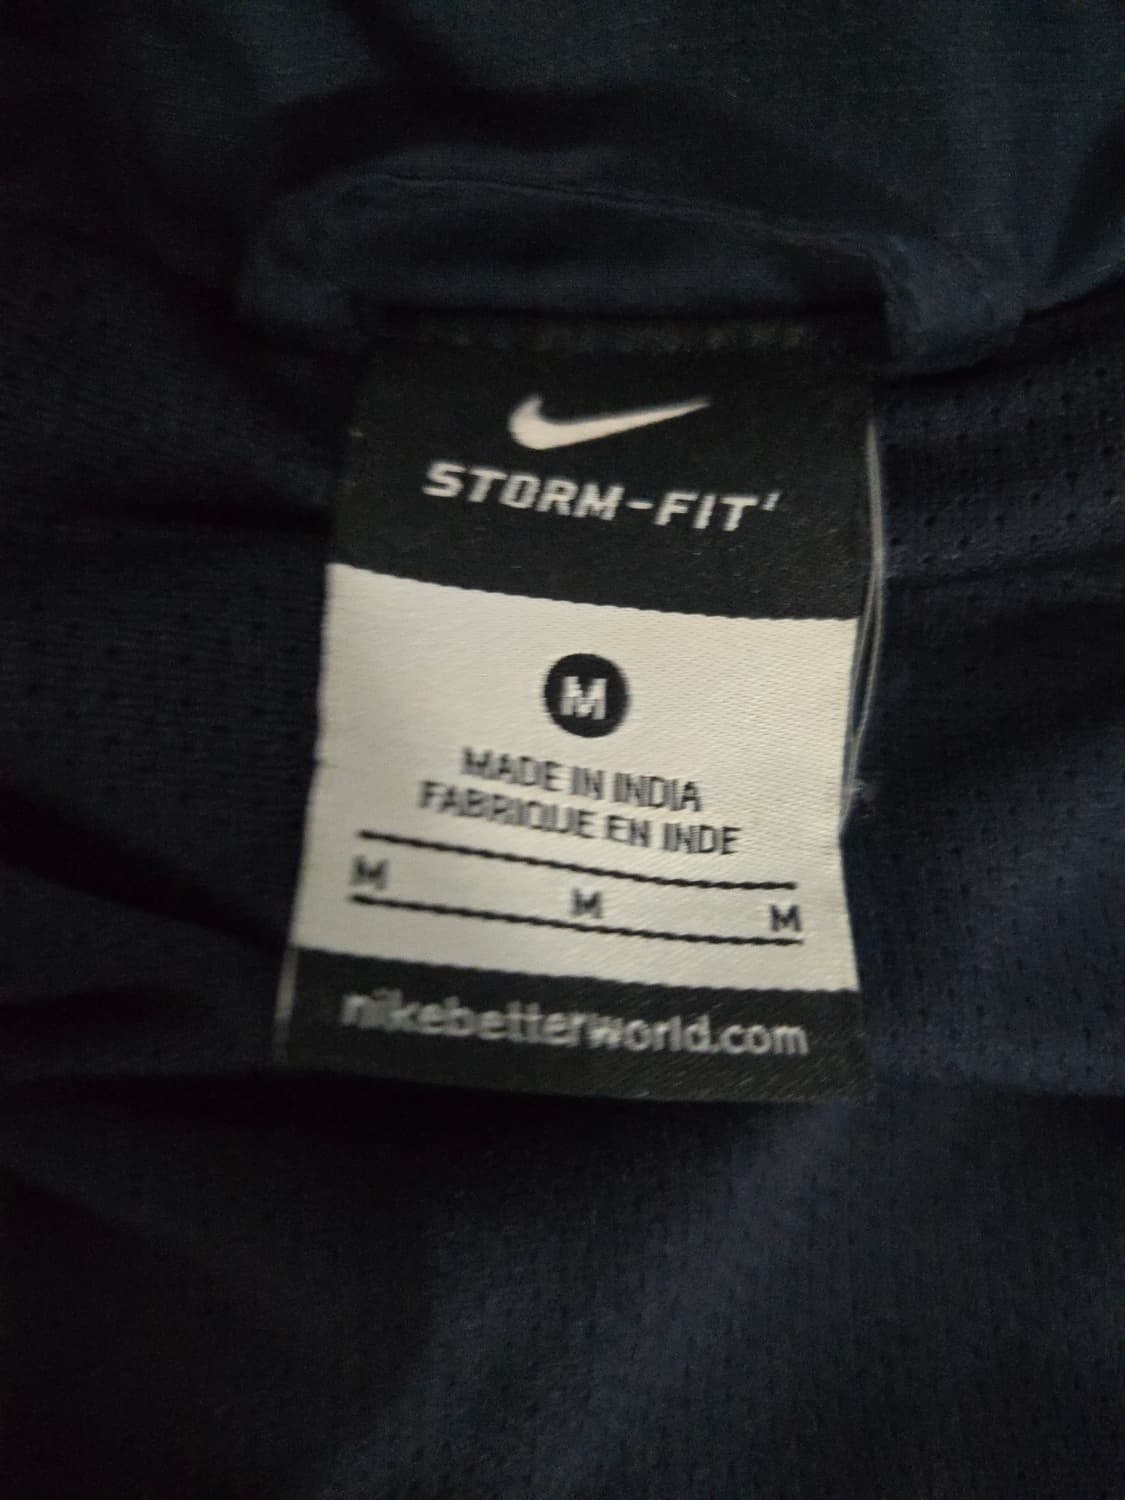 STORM-FIT
M
MADE IN INDIA
FABRIQUE EN INDE
M M M
nikebetterworld.com